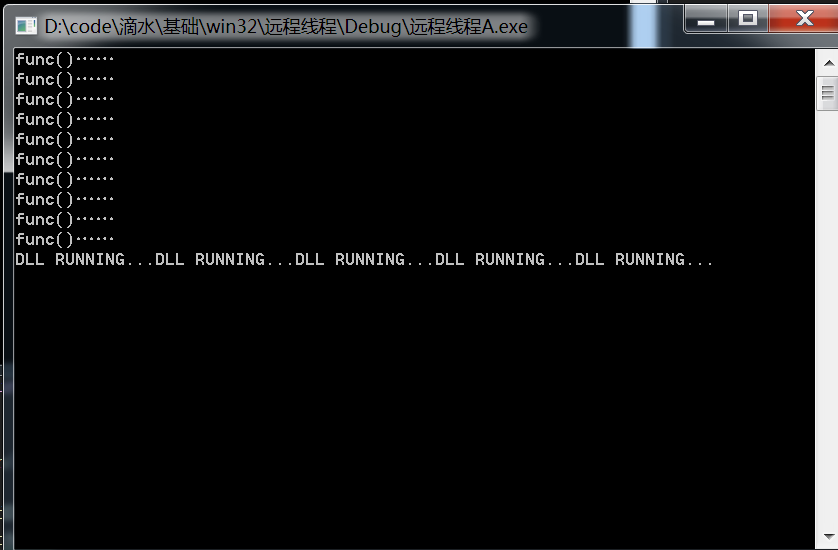 D:\code\滴水\基础\win32\远程线程\Debug\远程线程A.exe
func()……
func()……
func()……
func()……
func()……
func()……
func()……
func()……
func()……
func()……
DLL RUNNING...DLL RUNNING...DLL RUNNING...DLL RUNNING...DLL RUNNING...